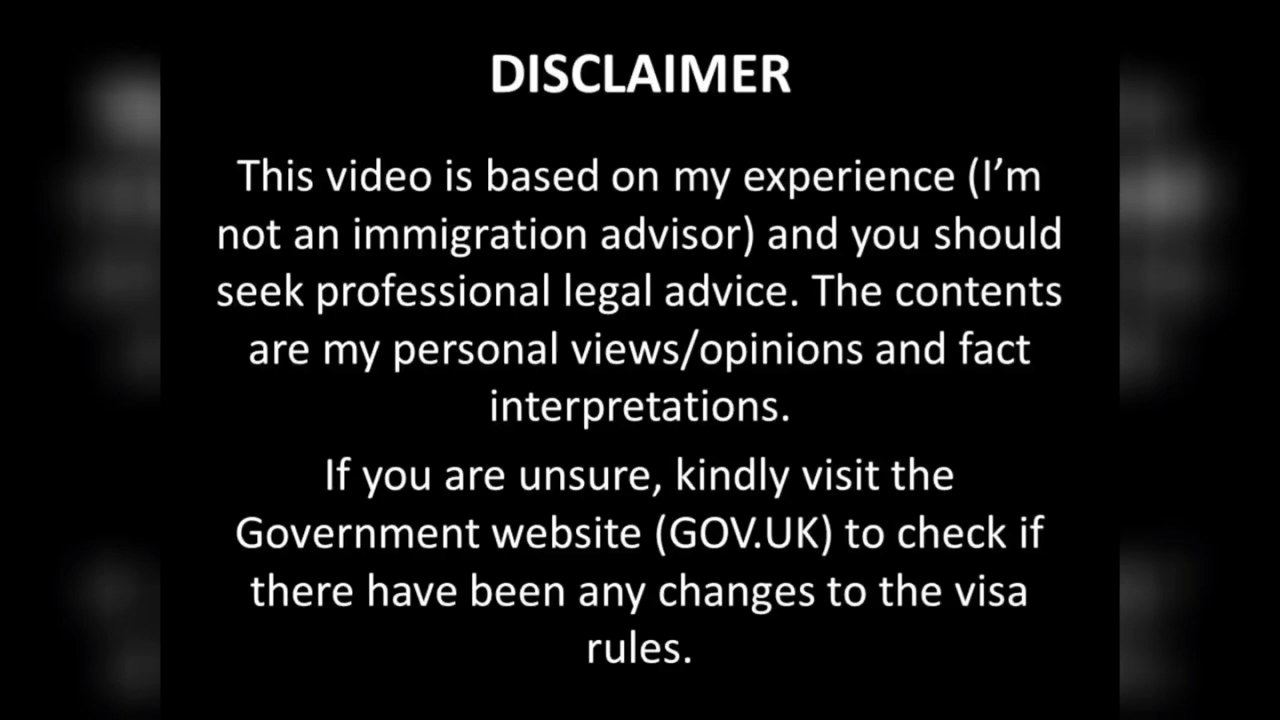 DISCLAIMER
This video is based on my experience (I’m
not an immigration advisor) and you should
seek professional legal advice. The contents
are my personal views/opinions and fact
interpretations.
If you are unsure, kindly visit the
Government website (GOV.UK) to check if
there have been any changes to the visa
rules.